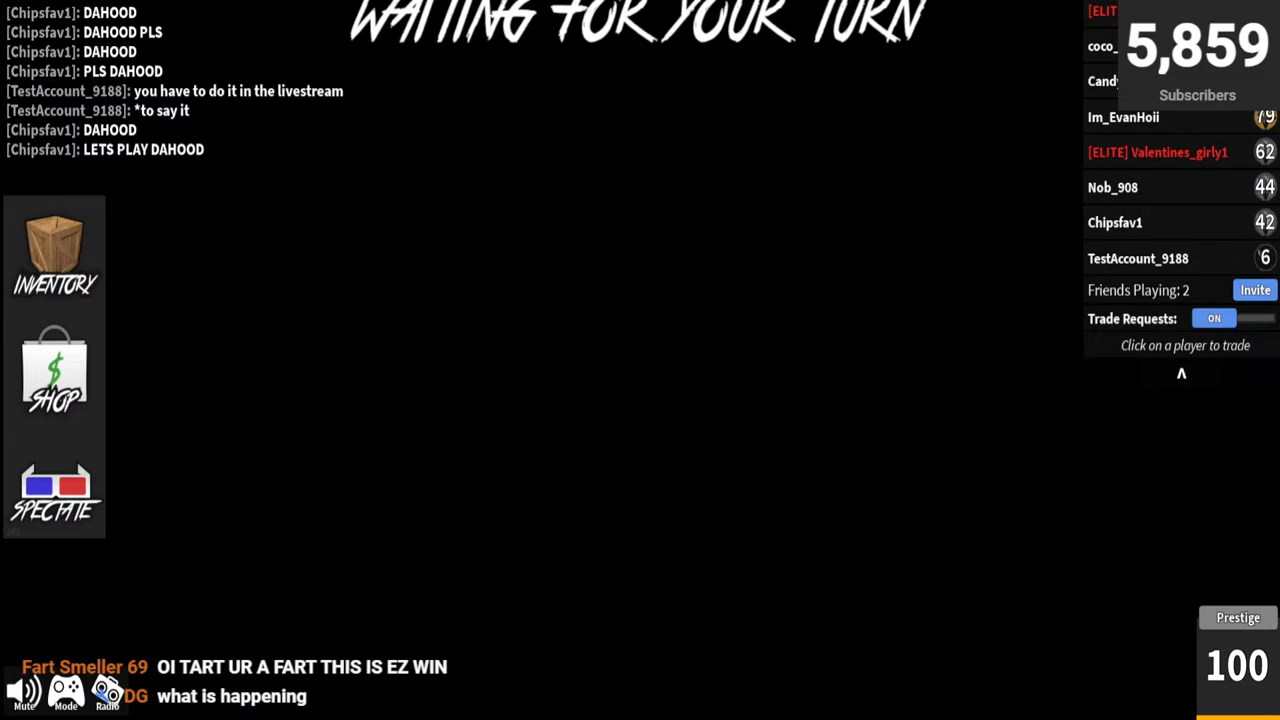 [Chipsfav1]: DAHOOD
[Chipsfav1]: DAHOOD PLS
[Chipsfav1]: DAHOOD
[Chipsfav1]: PLS DAHOOD
[TestAccount_9188]: you have to do it in the livestream
[TestAccount_9188]: *to say it
[Chipsfav1]: DAHOOD
[Chipsfav1]: LETS PLAY DAHOOD
WAITING FOR YOUR TURN
[ELIT
coco_
Candy
5,859
Subscribers
Im_EvanHoii 79
[ELITE] Valentines_girly1 62
Nob_908 44
Chipsfav1 42
TestAccount_9188 6
Friends Playing: 2 Invite
Trade Requests: ON
Click on a player to trade
INVENTORY
$
SHOP
SPECTATE
Fart Smeller 69 OI TART UR A FART THIS IS EZ WIN
DG what is happening
Mute
Mode
Radio
Prestige
100